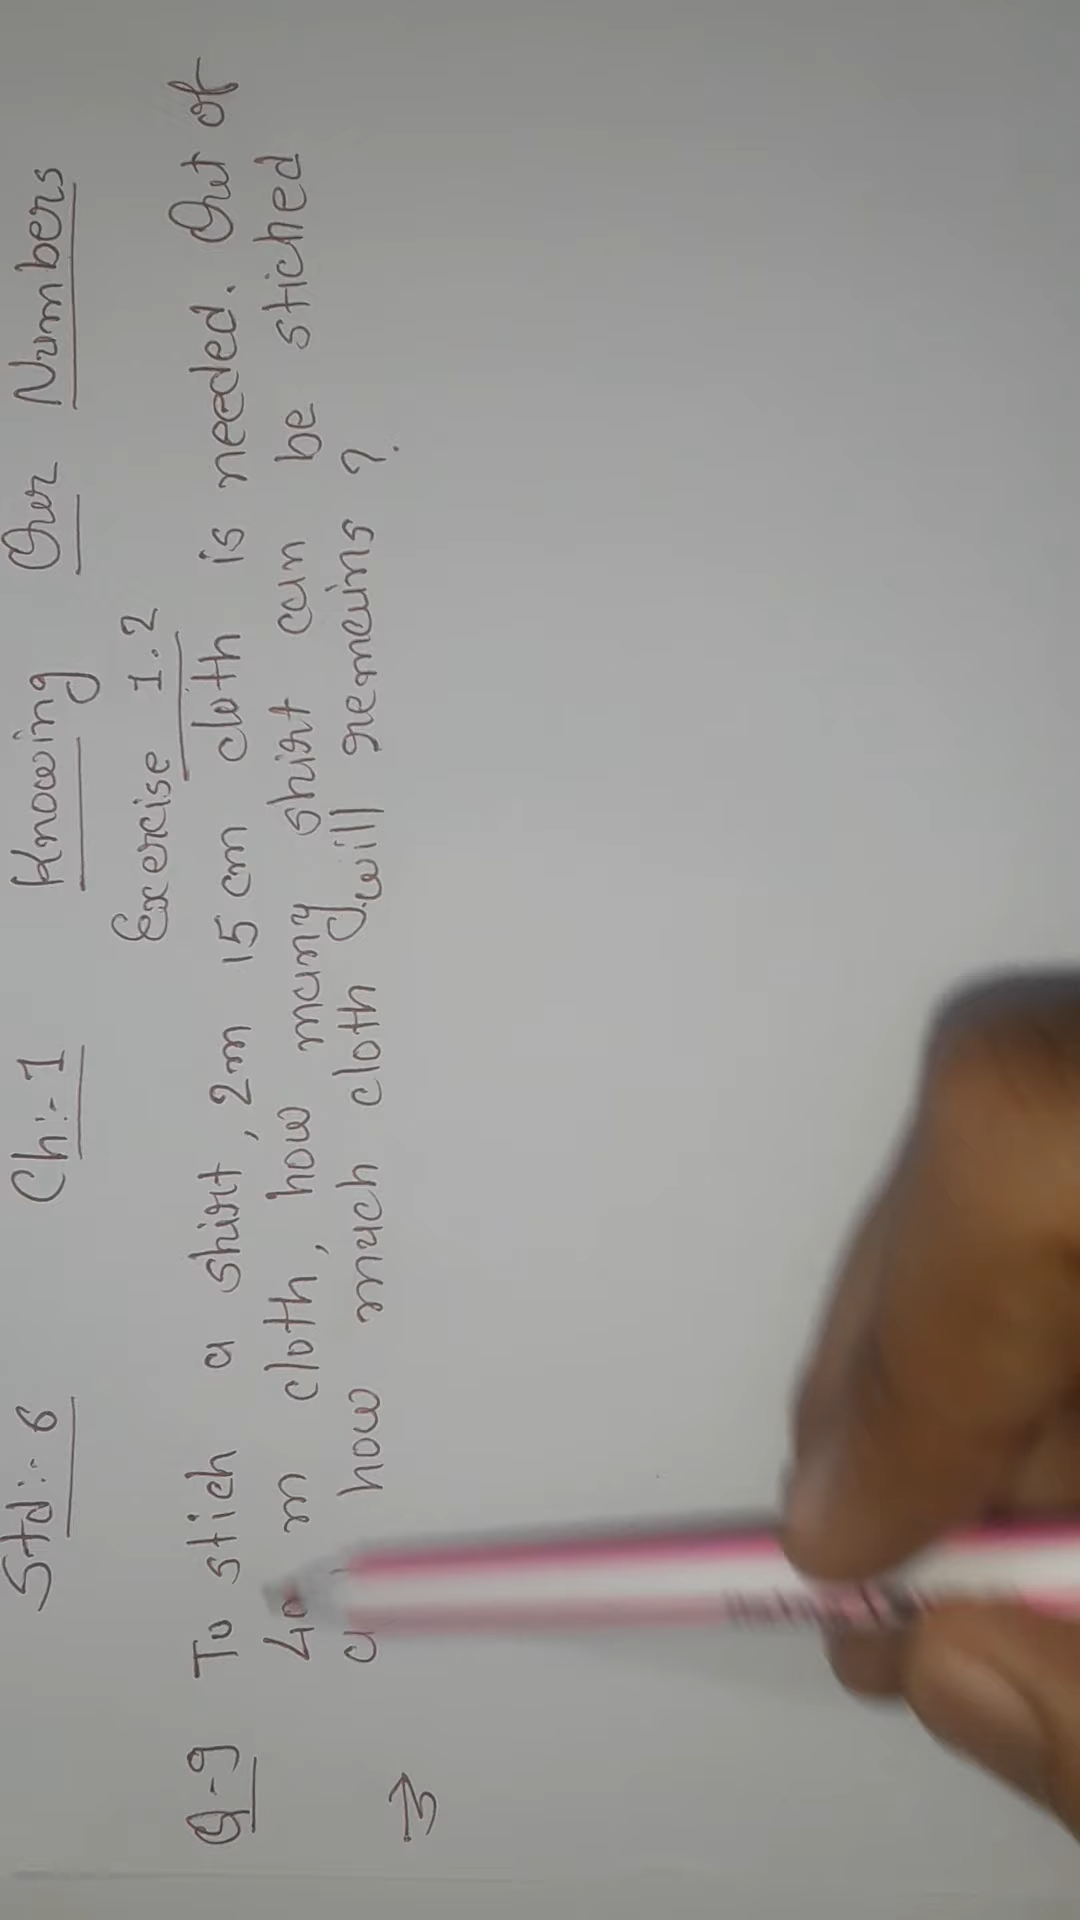 Std:- 6 Ch:- 1 Knowing Our Numbers
Exercise 1.2
Q-9 To stich a shirt, 2m 15 cm cloth is needed. Out of
40 m cloth, how many shirt can be stiched
how much cloth will remains ?
⇒